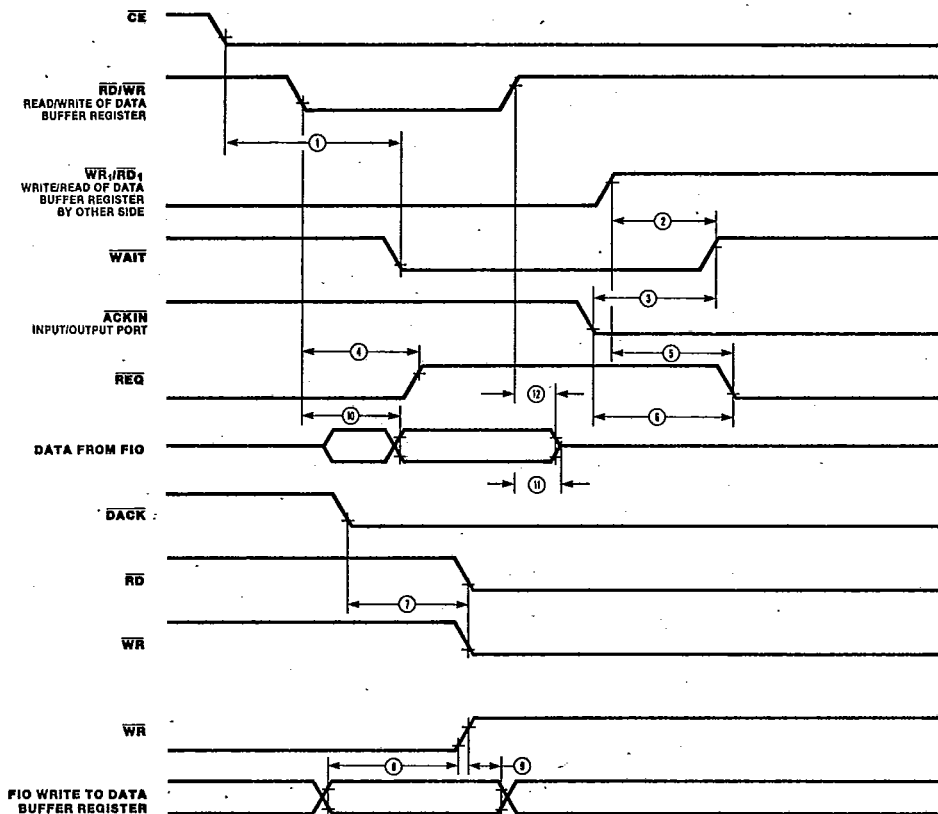 CE
RD/WR
READ/WRITE OF DATA
BUFFER REGISTER
1
WR1/RD1
WRITE/READ OF DATA
BUFFER REGISTER
BY OTHER SIDE
2
WAIT
3
ACKIN
INPUT/OUTPUT PORT
4
5
REQ
12
10
6
DATA FROM FIO
11
DACK
RD
7
WR
WR
8
9
FIO WRITE TO DATA
BUFFER REGISTER